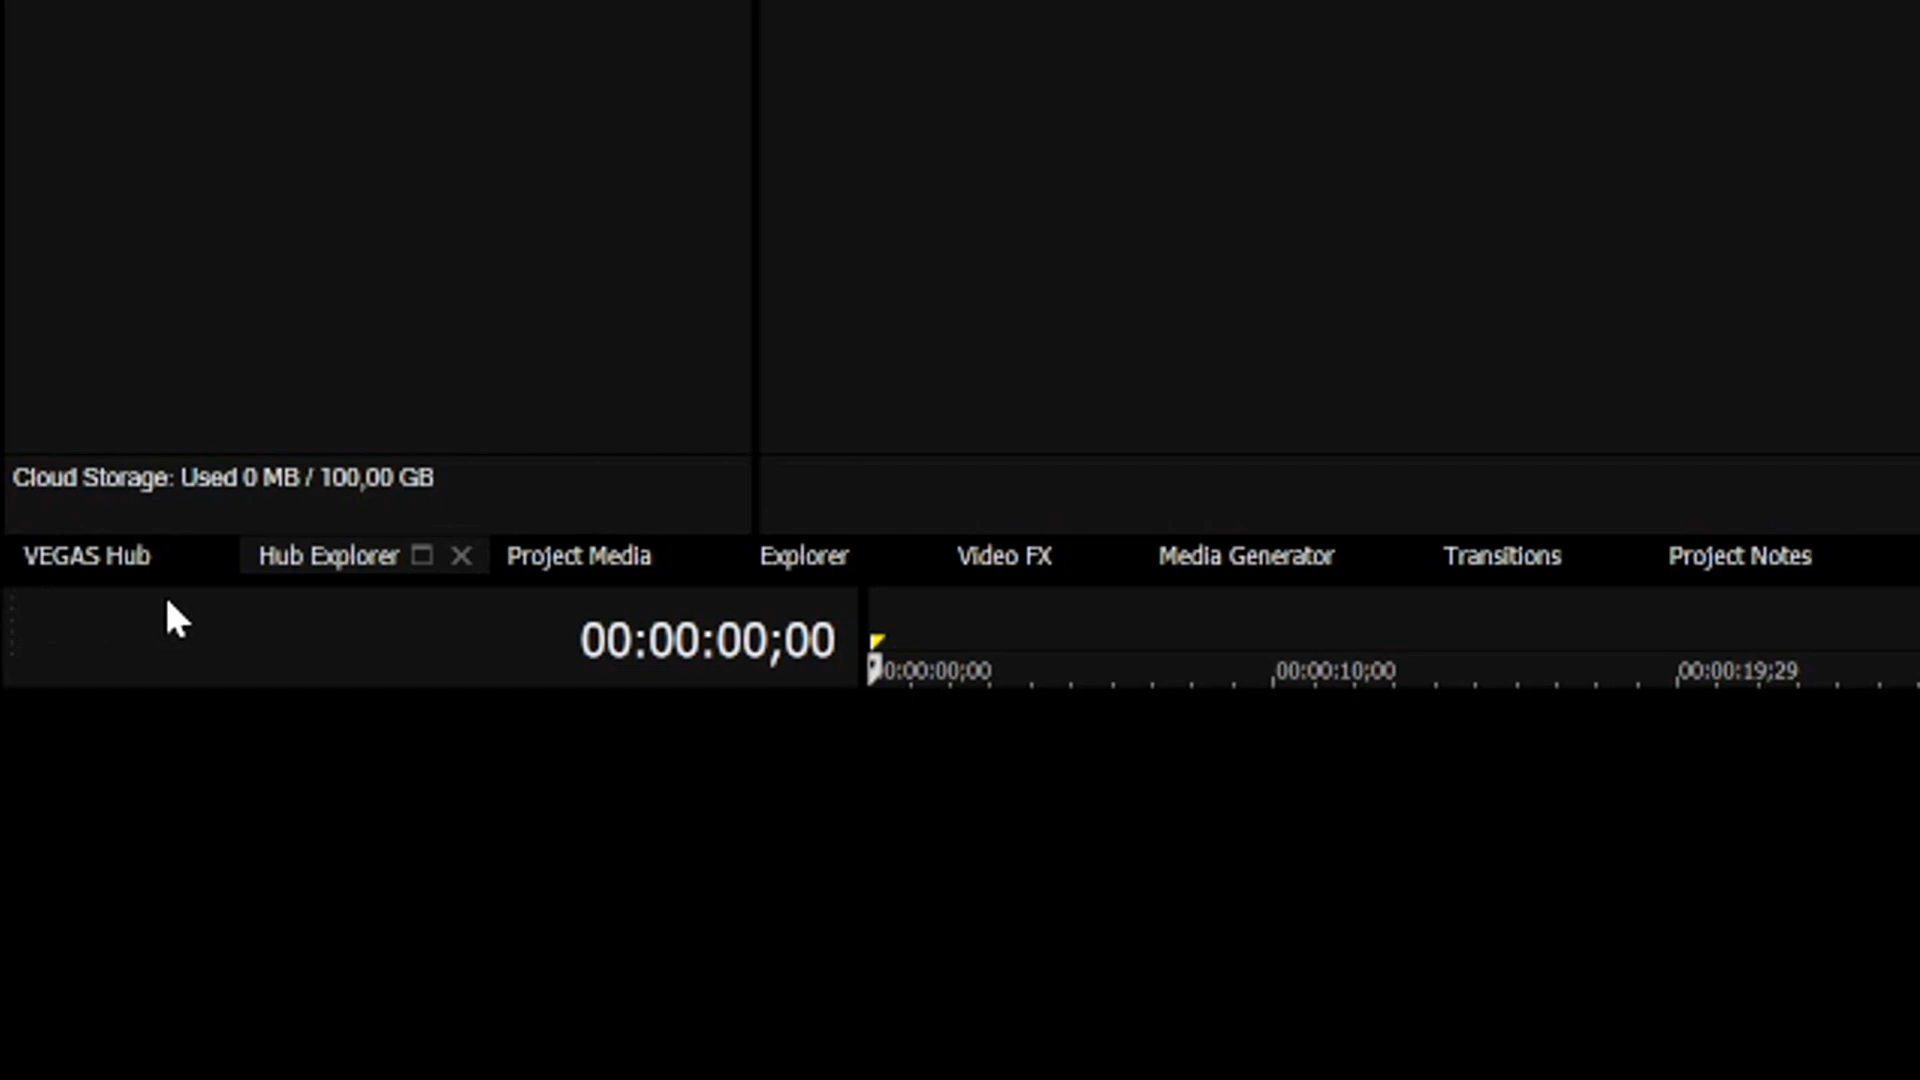 Cloud Storage: Used 0 MB / 100,00 GB
VEGAS Hub Hub Explorer Project Media Explorer Video FX Media Generator Transitions Project Notes
00:00:00;00
0:00:00;00 00:00:10;00 00:00:19;29